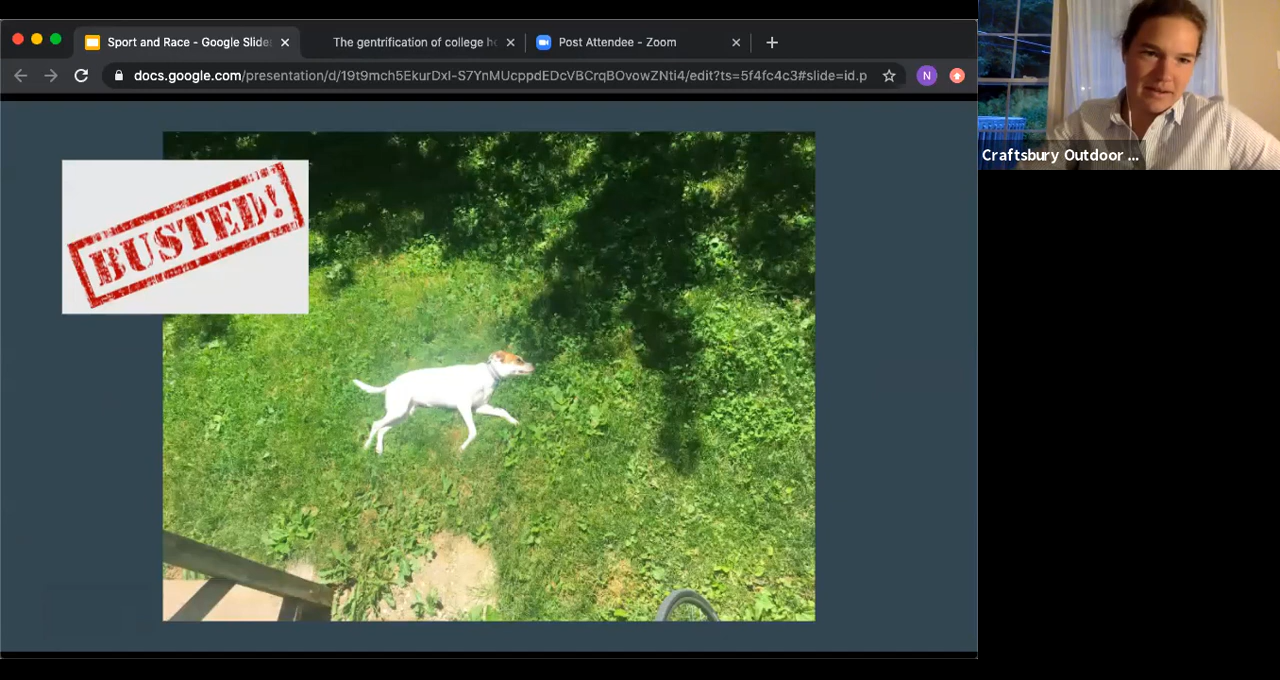 Sport and Race - Google Slide
The gentrification of college h
Post Attendee - Zoom
docs.google.com/presentation/d/19t9mch5EkurDxI-S7YnMUcppdEDcVBCrqBOvowZNti4/edit?ts=5f4fc4c3#slide=id.p
N
Craftsbury Outdoor ...
BUSTED!